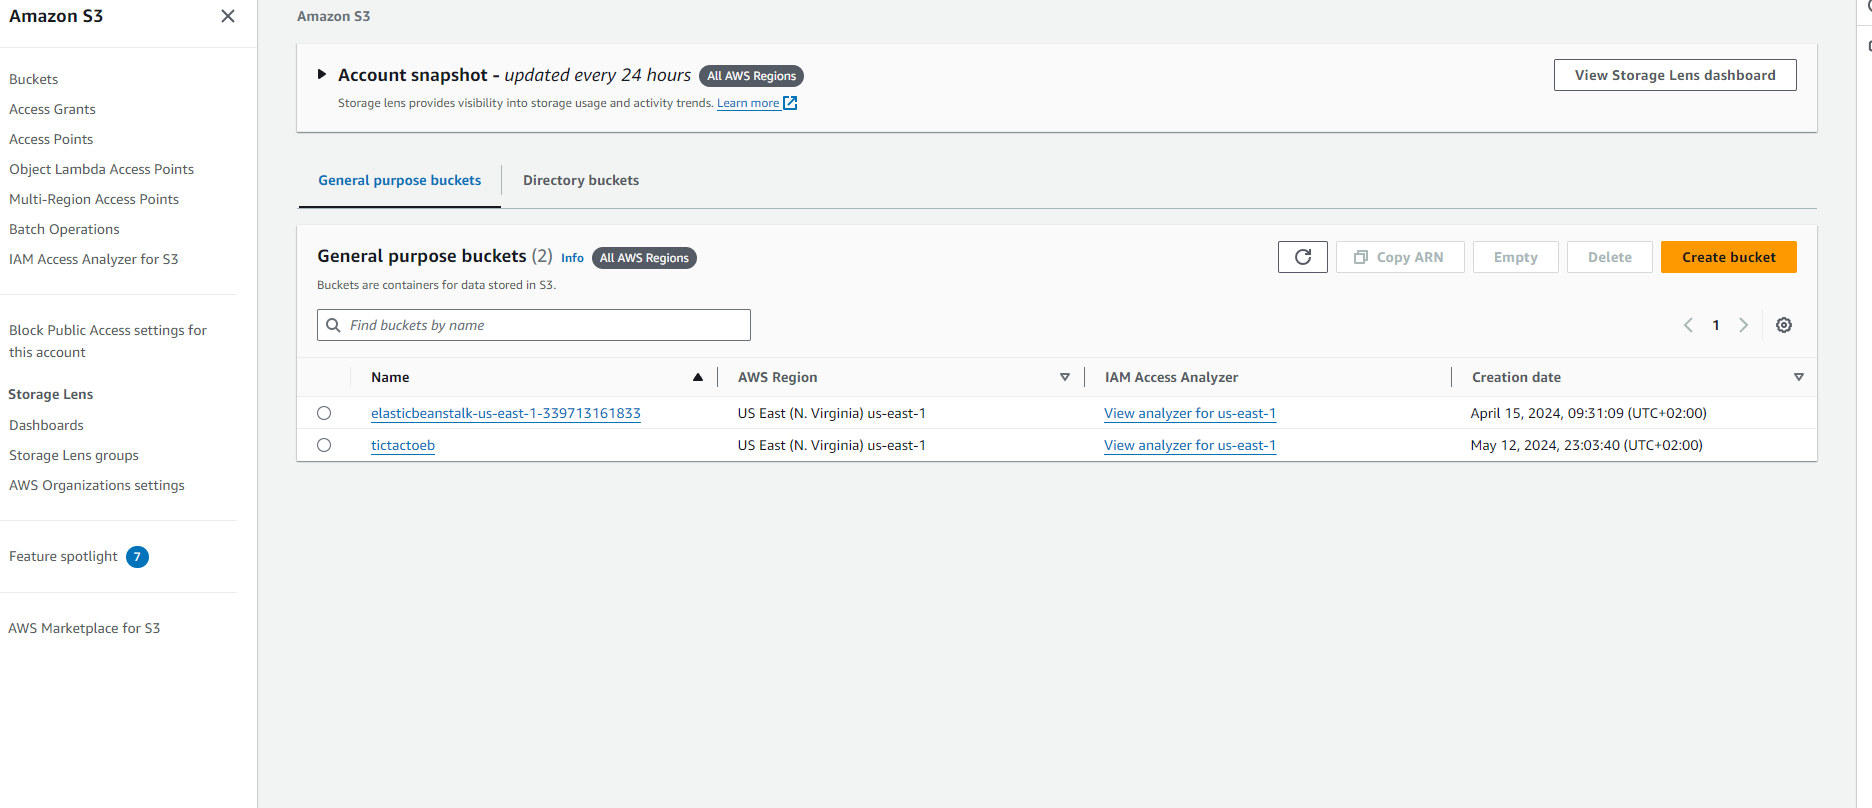 Amazon S3
Buckets
Access Grants
Access Points
Object Lambda Access Points
Multi-Region Access Points
Batch Operations
IAM Access Analyzer for S3
Block Public Access settings for
this account
Storage Lens
Dashboards
Storage Lens groups
AWS Organizations settings
Feature spotlight 7
AWS Marketplace for S3
Amazon S3
Account snapshot - updated every 24 hours All AWS Regions
View Storage Lens dashboard
Storage lens provides visibility into storage usage and activity trends. Learn more
General purpose buckets Directory buckets
General purpose buckets (2) Info All AWS Regions
Copy ARN Empty Delete Create bucket
Buckets are containers for data stored in S3.
Find buckets by name
1
Name AWS Region IAM Access Analyzer Creation date
elasticbeanstalk-us-east-1-339713161833 US East (N. Virginia) us-east-1 View analyzer for us-east-1 April 15, 2024, 09:31:09 (UTC+02:00)
tictactoeb US East (N. Virginia) us-east-1 View analyzer for us-east-1 May 12, 2024, 23:03:40 (UTC+02:00)